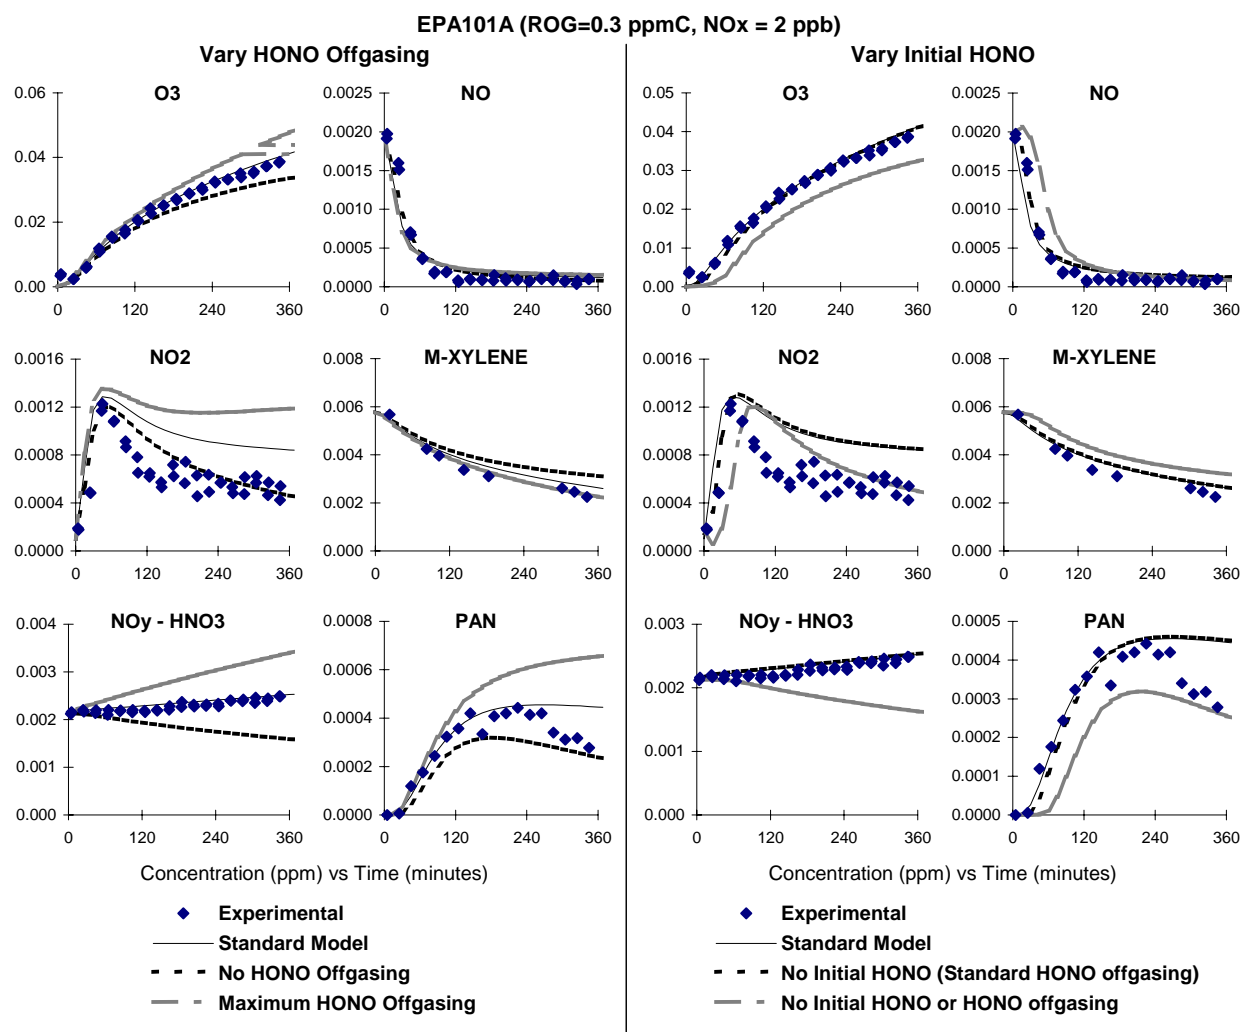 EPA101A (ROG=0.3 ppmC, NOx = 2 ppb)
Vary HONO Offgasing
O3
0.06
0.04
0.02
0.00
0 120 240 360
NO
0.0025
0.0020
0.0015
0.0010
0.0005
0.0000
0 120 240 360
NO2
0.0016
0.0012
0.0008
0.0004
0.0000
0 120 240 360
M-XYLENE
0.008
0.006
0.004
0.002
0.000
0 120 240 360
NOy - HNO3
0.004
0.003
0.002
0.001
0.000
0 120 240 360
PAN
0.0008
0.0006
0.0004
0.0002
0.0000
0 120 240 360
Concentration (ppm) vs Time (minutes)
Experimental
Standard Model
No HONO Offgasing
Maximum HONO Offgasing
Vary Initial HONO
O3
0.05
0.04
0.03
0.02
0.01
0.00
0 120 240 360
NO
0.0025
0.0020
0.0015
0.0010
0.0005
0.0000
0 120 240 360
NO2
0.0016
0.0012
0.0008
0.0004
0.0000
0 120 240 360
M-XYLENE
0.008
0.006
0.004
0.002
0.000
0 120 240 360
NOy - HNO3
0.003
0.002
0.001
0.000
0 120 240 360
PAN
0.0005
0.0004
0.0003
0.0002
0.0001
0.0000
0 120 240 360
Concentration (ppm) vs Time (minutes)
Experimental
Standard Model
No Initial HONO (Standard HONO offgasing)
No Initial HONO or HONO offgasing